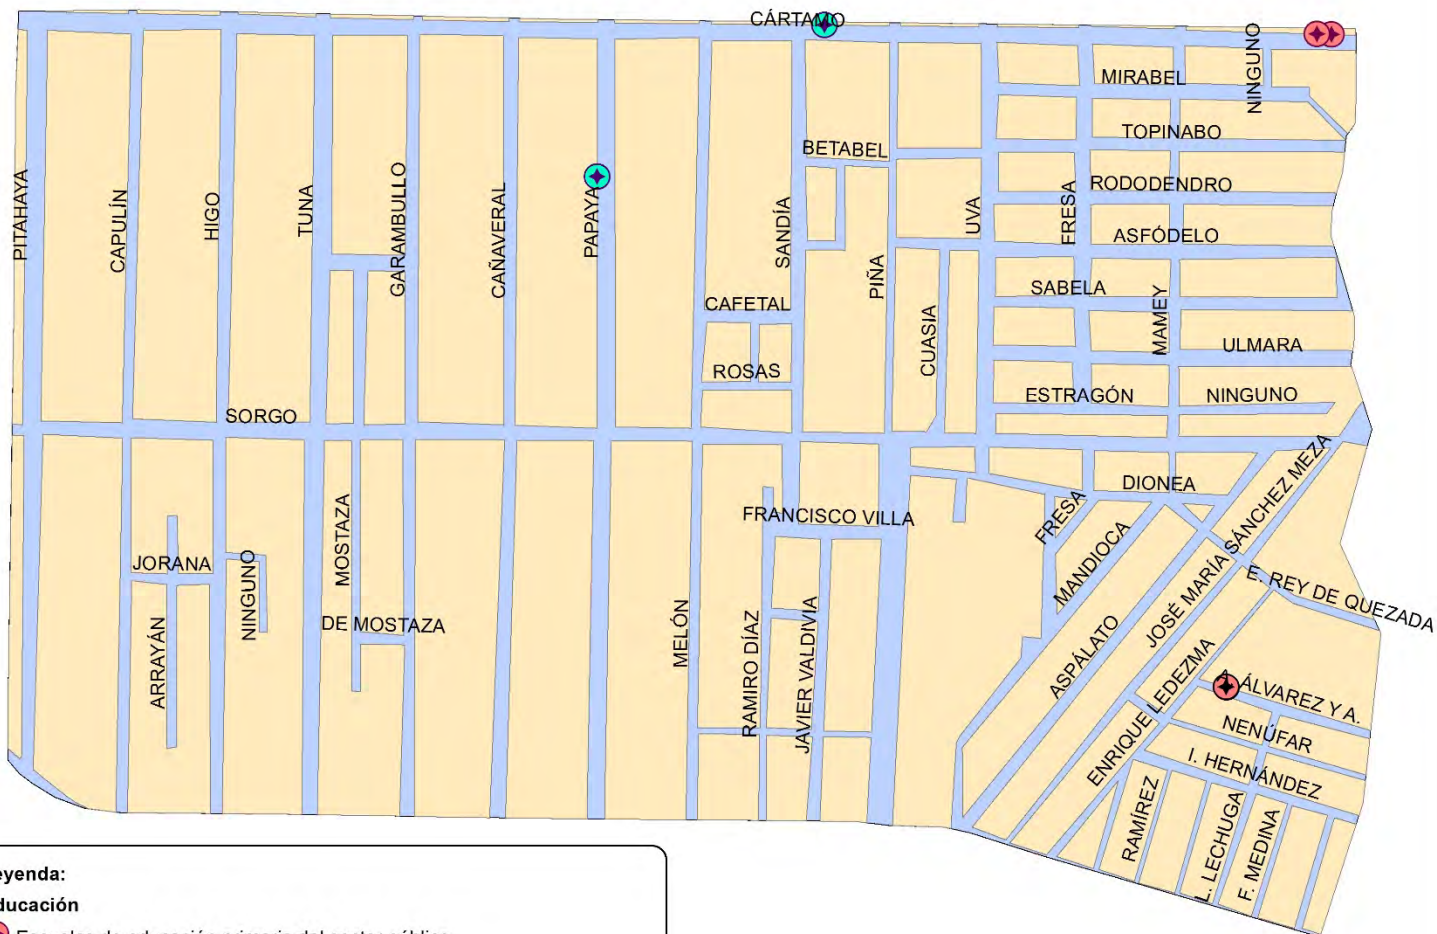 CÁRTAMO
NINGUNO
MIRABEL
TOPINABO
BETABEL
RODODENDRO
PITAHAYA
CAPULÍN
HIGO
TUNA
GARAMBULLO
CAÑAVERAL
PAPAYA
SANDÍA
PIÑA
UVA
FRESA
ASFÓDELO
SABELA
MAMEY
CAFETAL
CUASIA
ULMARA
ROSAS
ESTRAGÓN
NINGUNO
SORGO
DIONEA
JOSÉ MARÍA SÁNCHEZ MEZA
FRANCISCO VILLA
FRESA
MANDIOCA
MOSTAZA
JORANA
NINGUNO
E. REY DE QUEZADA
DE MOSTAZA
ARRAYÁN
MELÓN
RAMIRO DÍAZ
JAVIER VALDIVIA
ASPÁLATO
ENRIQUE LEDEZMA
ÁLVAREZ Y A.
NENÚFAR
I. HERNÁNDEZ
RAMÍREZ
L. LECHUGA
F. MEDINA
eyenda:
ducación